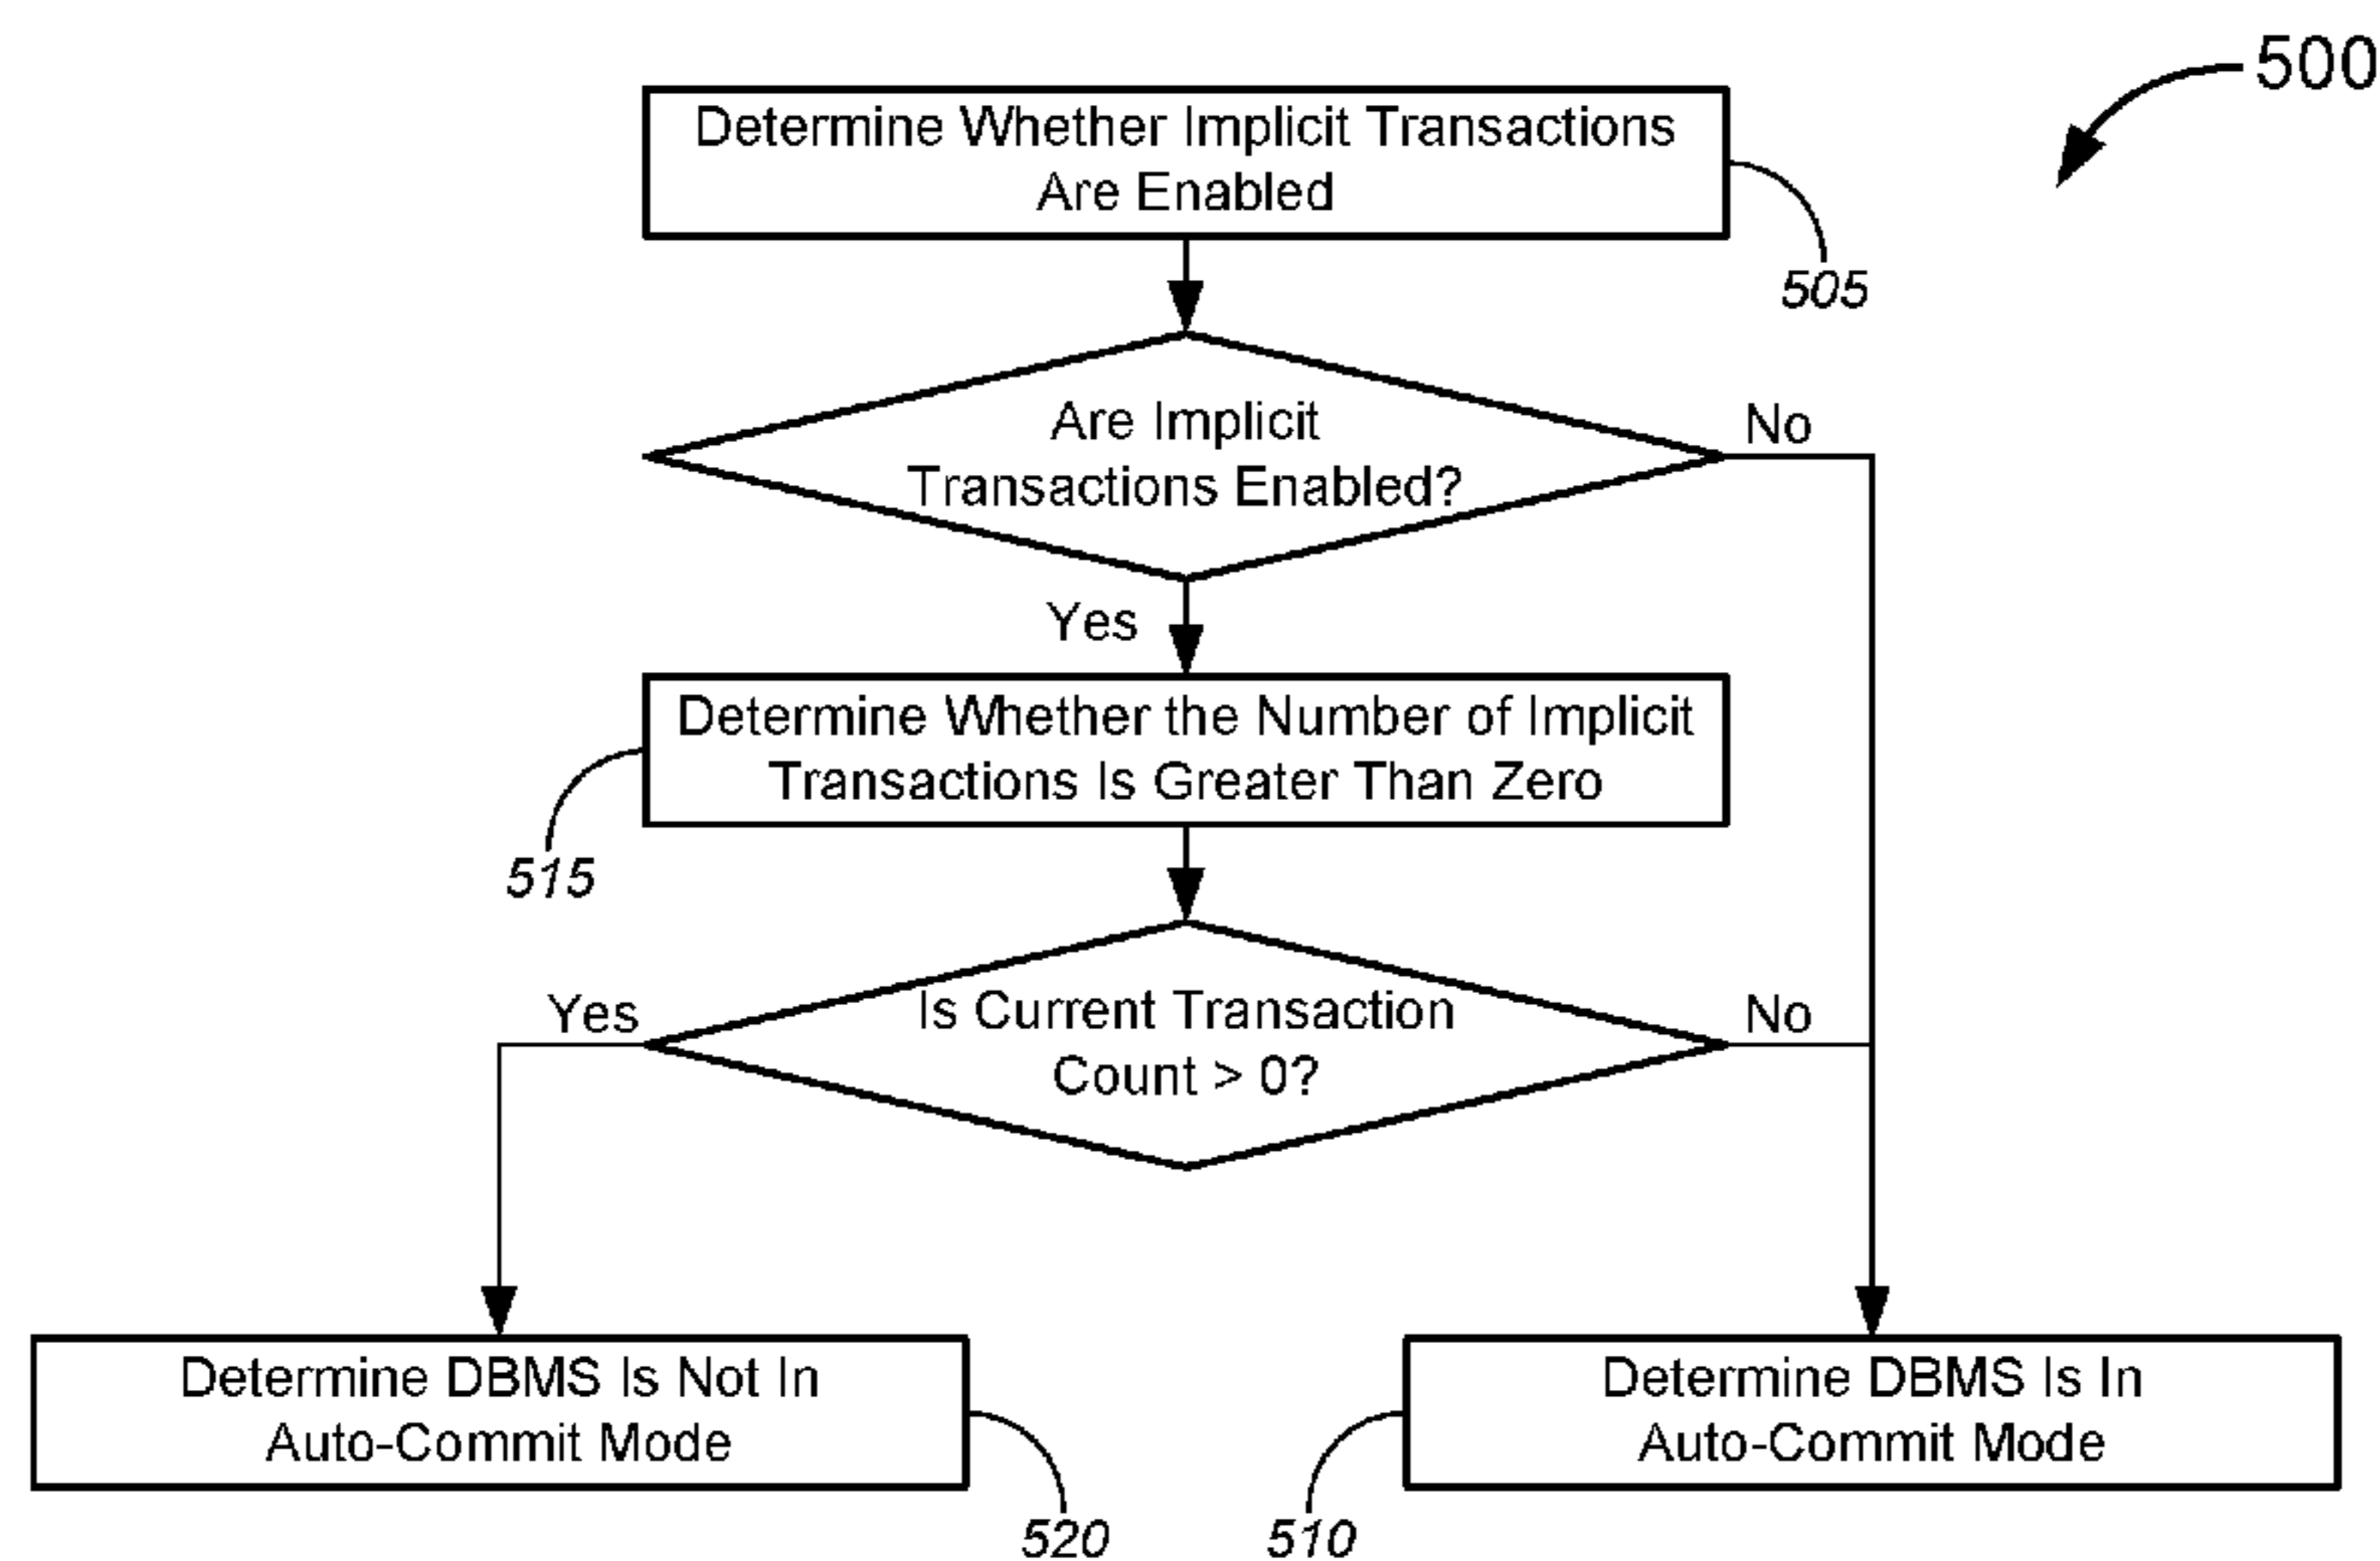 500
Determine Whether Implicit Transactions
Are Enabled
505
Are Implicit
Transactions Enabled?
No
Yes
Determine Whether the Number of Implicit
Transactions Is Greater Than Zero
515
Is Current Transaction
Count > 0?
Yes
No
Determine DBMS Is Not In
Auto-Commit Mode
520
Determine DBMS Is In
Auto-Commit Mode
510